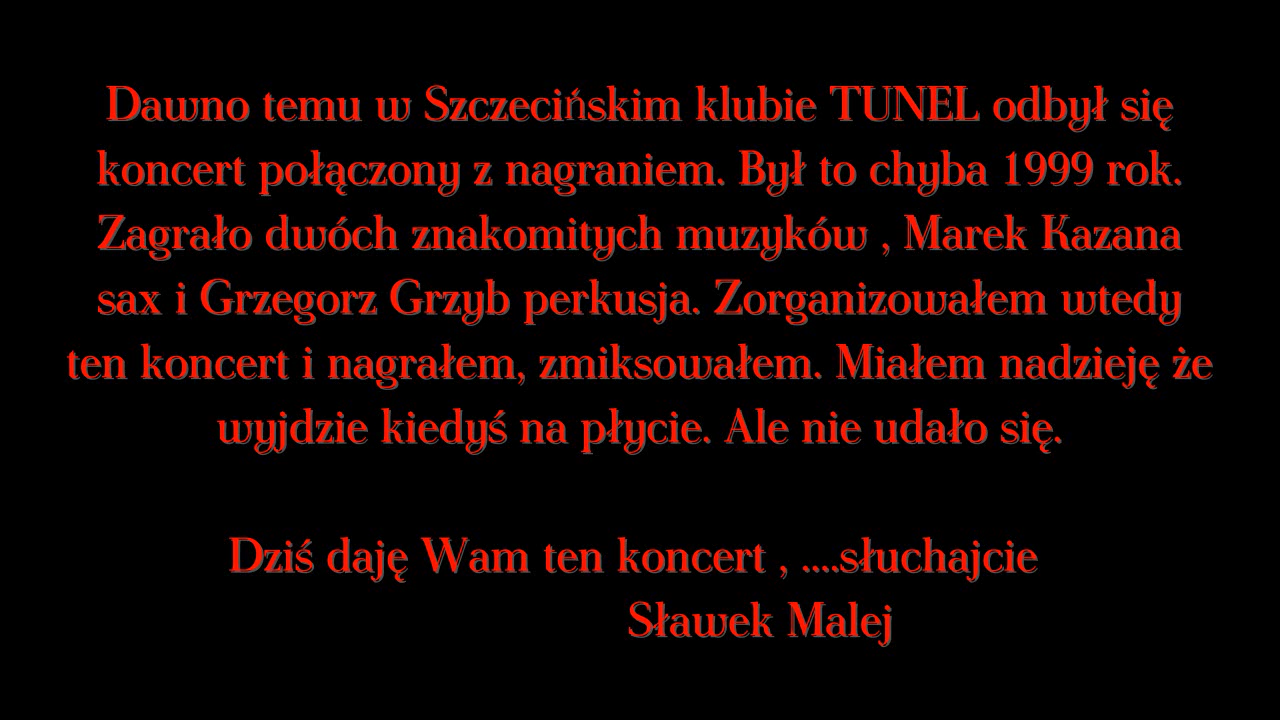 Dawno temu w Szczecińskim klubie TUNEL odbył się
koncert połączony z nagraniem. Był to chyba 1999 rok.
Zagrało dwóch znakomitych muzyków , Marek Kazana
sax i Grzegorz Grzyb perkusja. Zorganizowałem wtedy
ten koncert i nagrałem, zmiksowałem. Miałem nadzieję że
wyjdzie kiedyś na płycie. Ale nie udało się.
Dziś daję Wam ten koncert , ....słuchajcie
Sławek Malej